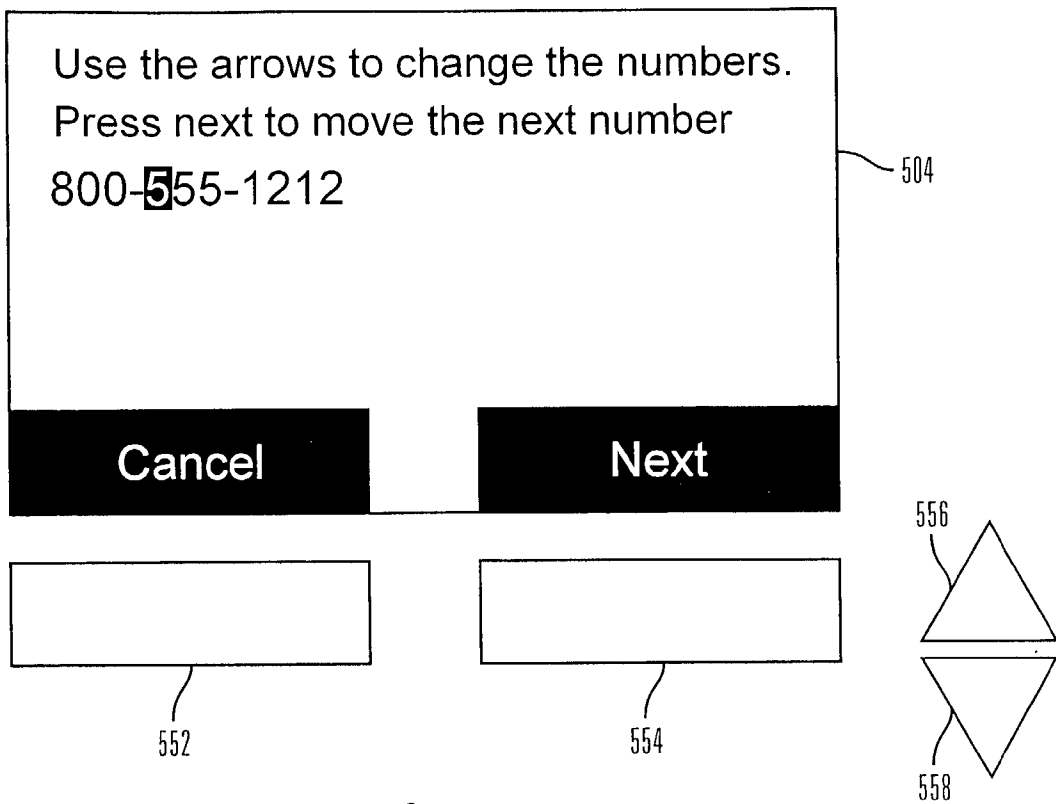 Use the arrows to change the numbers.
Press next to move the next number
800-555-1212
504
Cancel
Next
556
552
554
558